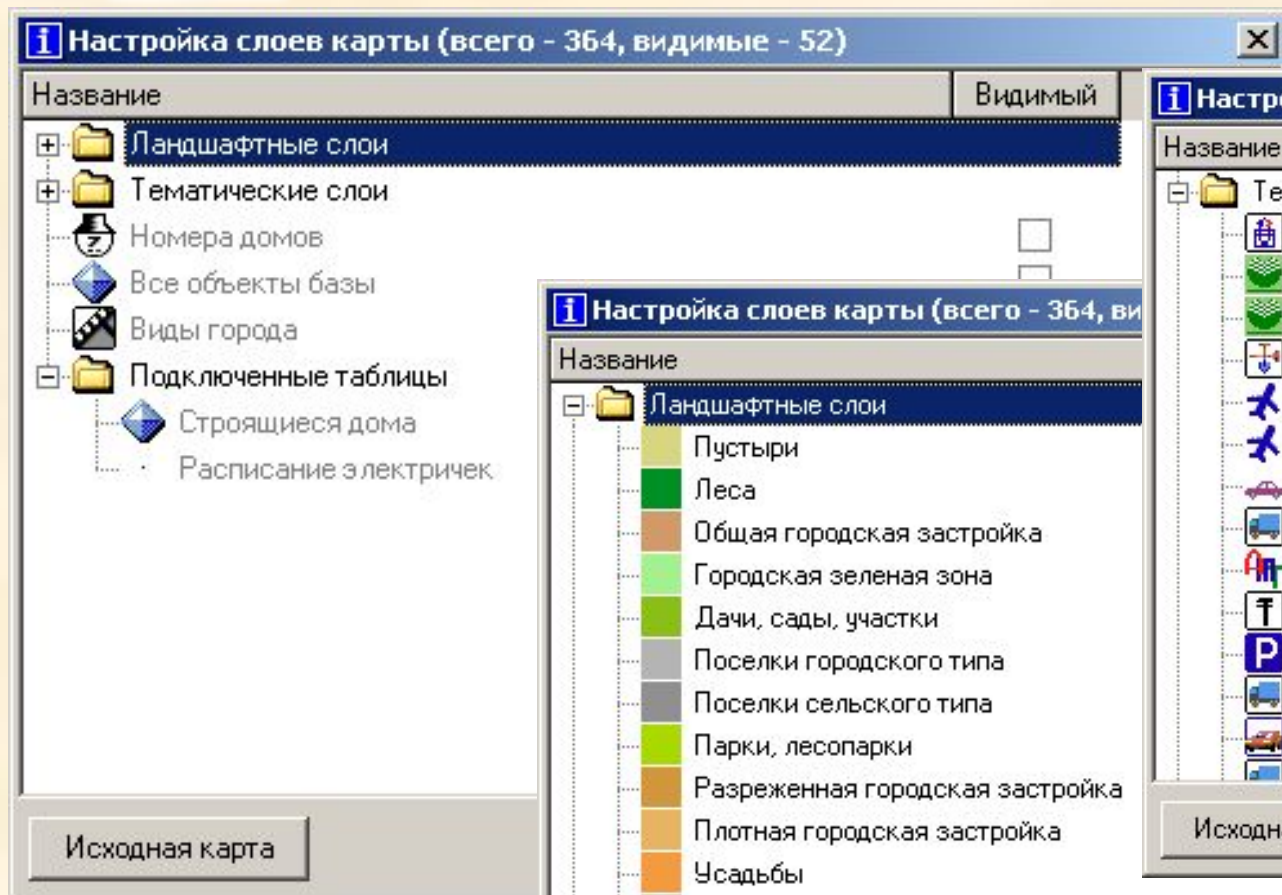 Настройка слоев карты (всего - 364, видимые - 52)
Название Видимый
Ландшафтные слои
Тематические слои
Номера домов
Все объекты базы
Виды города
Подключенные таблицы
Строящиеся дома
Расписание электричек
Исходная карта
Настройка слоев карты (всего - 364, ви
Название
Ландшафтные слои
Пустыри
Леса
Общая городская застройка
Городская зеленая зона
Дачи, сады, участки
Поселки городского типа
Поселки сельского типа
Парки, лесопарки
Разреженная городская застройка
Плотная городская застройка
Усадьбы
Настро
Название
Те
P
Исходн